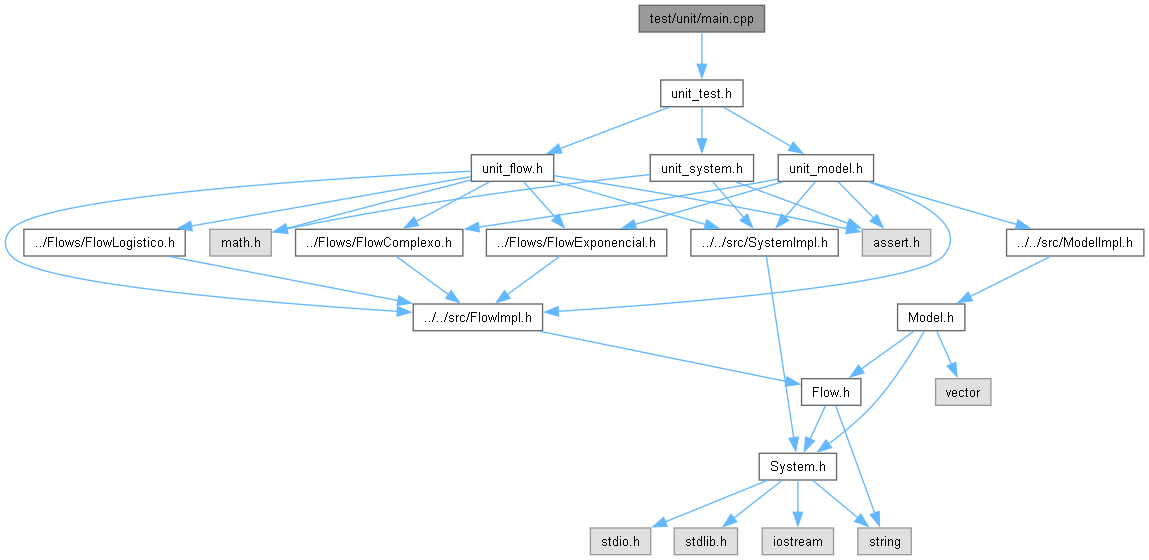 test/unit/main.cpp
unit_test.h
unit_flow.h
unit_system.h
unit_model.h
../Flows/FlowLogistico.h
math.h
../Flows/FlowComplexo.h
../Flows/FlowExponencial.h
../../src/SystemImpl.h
assert.h
../../src/ModelImpl.h
../../src/FlowImpl.h
Model.h
Flow.h
vector
System.h
stdio.h
stdlib.h
iostream
string